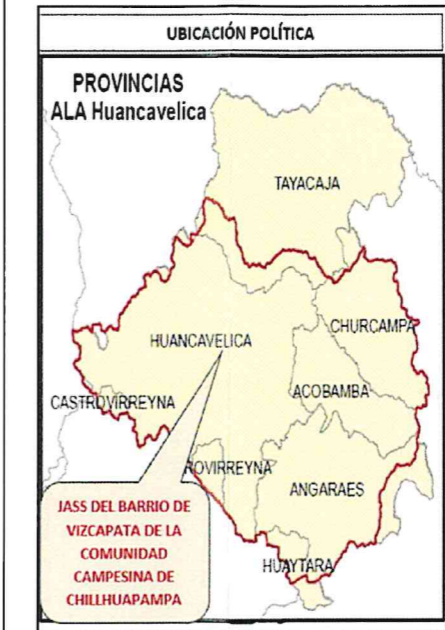 UBICACIÓN POLÍTICA
PROVINCIAS
ALA Huancavelica
TAYACAJA
HUANCAVELICA
CHURCAMPA
CASTROVIRREYNA
ACOBAMBA
ROVIRREYNA
ANGARAES
HUAYTARA
JASS DEL BARRIO DE
VIZCAPATA DE LA
COMUNIDAD
CAMPESINA DE
CHILLHUAPAMPA